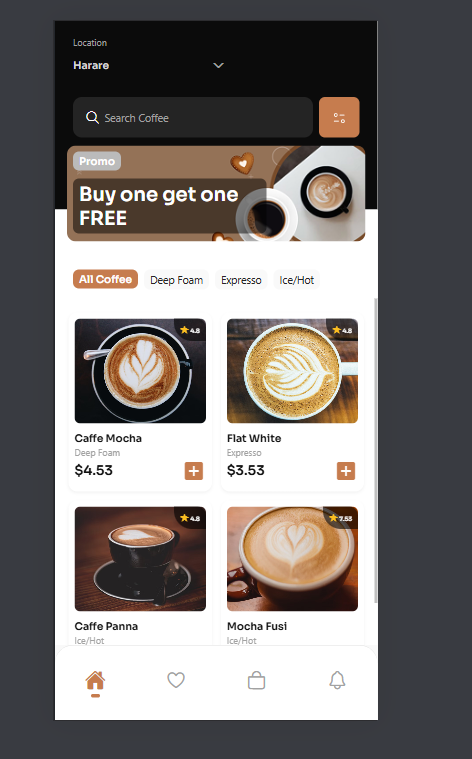 Location
Harare
Search Coffee
Promo
Buy one get one
FREE
All Coffee Deep Foam Expresso Ice/Hot
4.8 4.8
Caffe Mocha Flat White
Deep Foam Expresso
$4.53 $3.53
4.8 7.53
Caffe Panna Mocha Fusi
Ice/Hot Ice/Hot